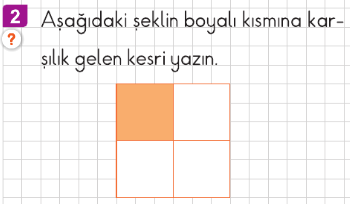 2 Aşağıdaki şeklin boyalı kısmına kar-
? şılık gelen kesri yazın.